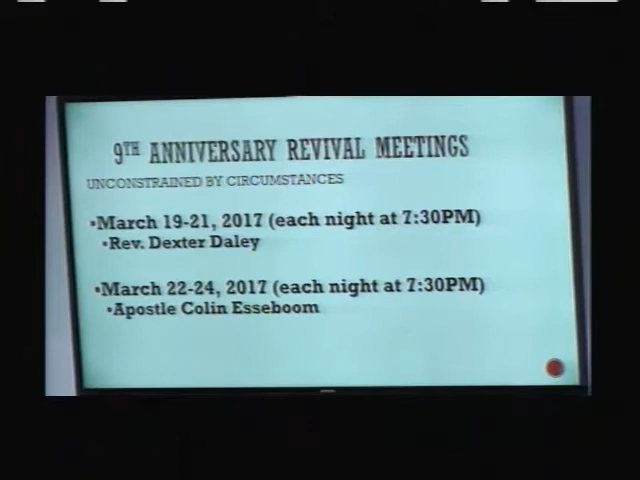 9TH ANNIVERSARY REVIVAL MEETINGS
UNCONSTRAINED BY CIRCUMSTANCES
•March 19-21, 2017 (each night at 7:30PM)
•Rev. Dexter Daley
•March 22-24, 2017 (each night at 7:30PM)
•Apostle Colin Esseboom